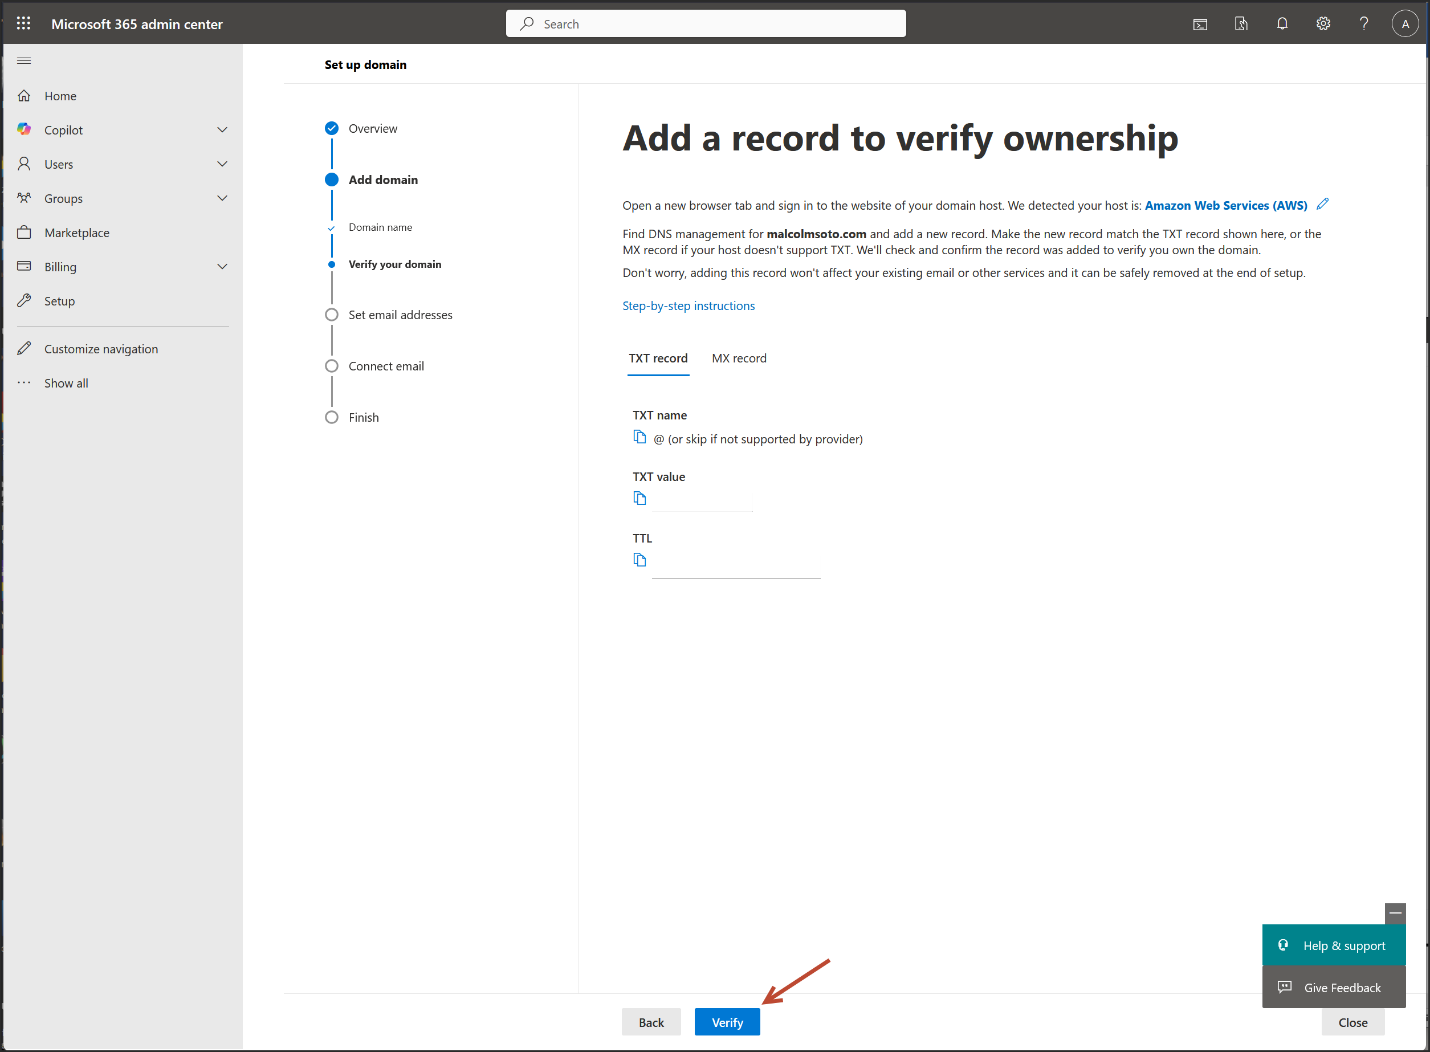 Microsoft 365 admin center
Search
A
Home
Copilot
Users
Groups
Marketplace
Billing
Setup
Customize navigation
Show all
Set up domain
Overview
Add domain
Domain name
Verify your domain
Set email addresses
Connect email
Finish
Add a record to verify ownership
Open a new browser tab and sign in to the website of your domain host. We detected your host is: Amazon Web Services (AWS)
Find DNS management for malcolmsoto.com and add a new record. Make the new record match the TXT record shown here, or the
MX record if your host doesn't support TXT. We'll check and confirm the record was added to verify you own the domain.
Don't worry, adding this record won't affect your existing email or other services and it can be safely removed at the end of setup.
Step-by-step instructions
TXT record MX record
TXT name
@ (or skip if not supported by provider)
TXT value
TTL
Help & support
Give Feedback
Back Verify Close